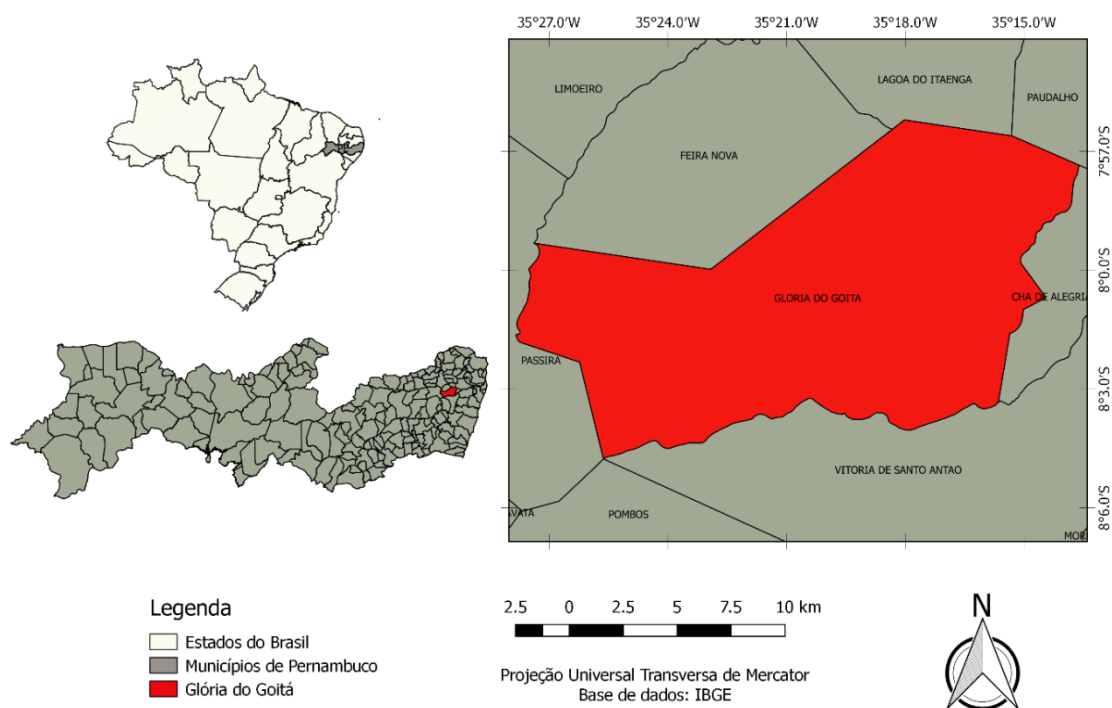 35°27.0'W 35°24.0'W 35°21.0'W 35°18.0'W 35°15.0'W
LAGOA DO ITAENGA
LIMOEIRO
PAUDALHO
FEIRA NOVA
7°57.0'S
8°0.0'S
GLORIA DO GOITA
CHA DE ALEGRIA
PASSIRA
8°3.0'S
VITORIA DE SANTO ANTAO
8°6.0'S
AVATA
POMBOS
MOR
Legenda
Estados do Brasil
Municípios de Pernambuco
Glória do Goitá
2.5 0 2.5 5 7.5 10 km
Projeção Universal Transversa de Mercator
Base de dados: IBGE
N